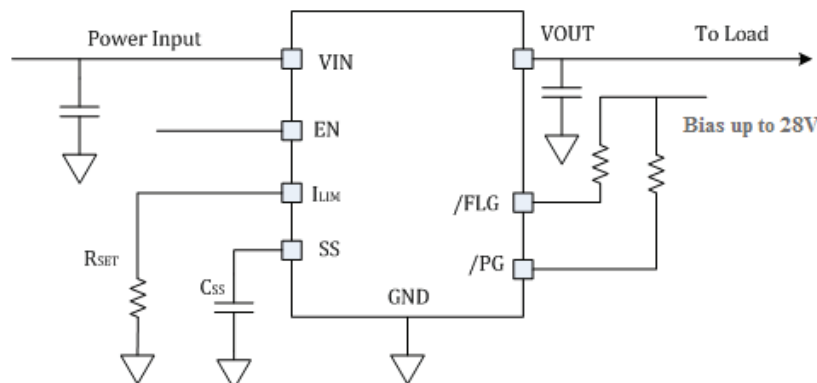 Power Input
VIN
VOUT
To Load
Bias up to 28V
EN
ILIM
/FLG
RSET
SS
CSS
/PG
GND